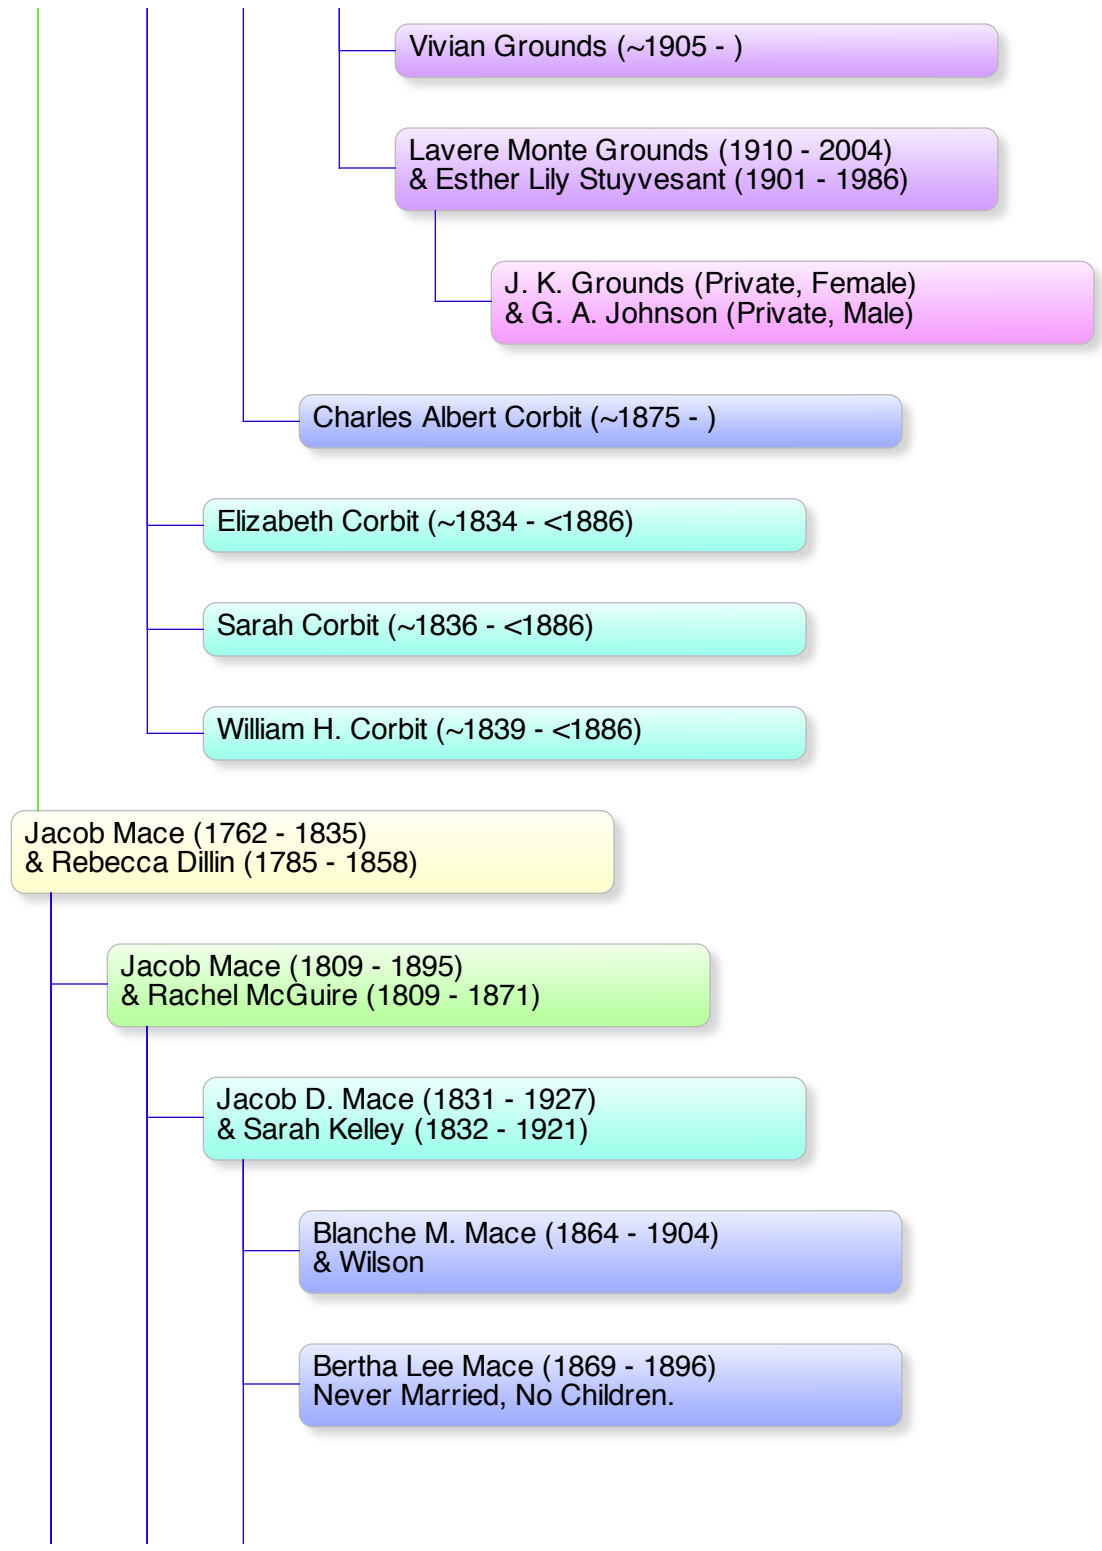 Vivian Grounds (~1905 - )
Lavere Monte Grounds (1910 - 2004)
& Esther Lily Stuyvesant (1901 - 1986)
J. K. Grounds (Private, Female)
& G. A. Johnson (Private, Male)
Charles Albert Corbit (~1875 - )
Elizabeth Corbit (~1834 - <1886)
Sarah Corbit (~1836 - <1886)
William H. Corbit (~1839 - <1886)
Jacob Mace (1762 - 1835)
& Rebecca Dillin (1785 - 1858)
Jacob Mace (1809 - 1895)
& Rachel McGuire (1809 - 1871)
Jacob D. Mace (1831 - 1927)
& Sarah Kelley (1832 - 1921)
Blanche M. Mace (1864 - 1904)
& Wilson
Bertha Lee Mace (1869 - 1896)
Never Married, No Children.